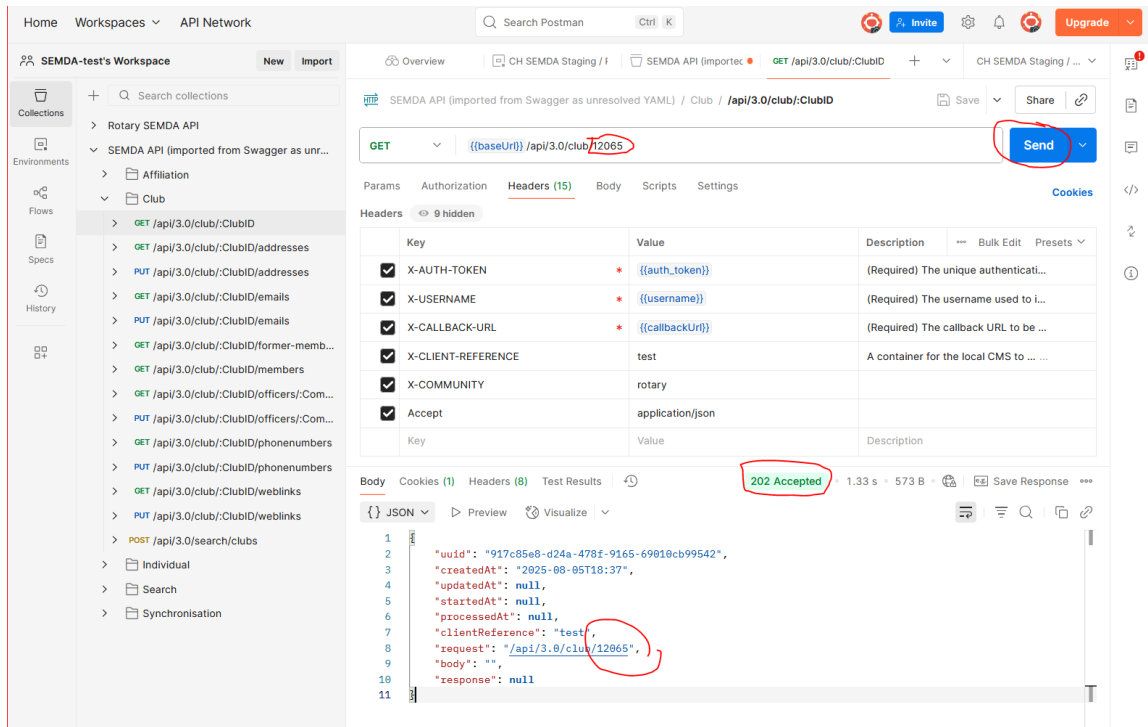 Home Workspaces API Network Search Postman Ctrl K Invite Upgrade
SEMDA-test's Workspace New Import
Overview CH SEMDA Staging / F SEMDA API (importec GET /api/3.0/club/:ClubID CH SEMDA Staging / ...
Collections
Environments
Flows
Specs
History
Search collections
Rotary SEMDA API
SEMDA API (imported from Swagger as unr...
Affiliation
Club
GET /api/3.0/club/:ClubID
GET /api/3.0/club/:ClubID/addresses
PUT /api/3.0/club/:ClubID/addresses
GET /api/3.0/club/:ClubID/emails
PUT /api/3.0/club/:ClubID/emails
GET /api/3.0/club/:ClubID/former-memb...
GET /api/3.0/club/:ClubID/members
GET /api/3.0/club/:ClubID/officers/:Com...
PUT /api/3.0/club/:ClubID/officers/:Com...
GET /api/3.0/club/:ClubID/phonenumbers
PUT /api/3.0/club/:ClubID/phonenumbers
GET /api/3.0/club/:ClubID/weblinks
PUT /api/3.0/club/:ClubID/weblinks
POST /api/3.0/search/clubs
Individual
Search
Synchronisation
HTTP SEMDA API (imported from Swagger as unresolved YAML) / Club / /api/3.0/club/:ClubID Save Share
GET {{baseUrl}} /api/3.0/club/12065 Send
Params Authorization Headers (15) Body Scripts Settings Cookies
Headers 9 hidden
Key Value Description ... Bulk Edit Presets
X-AUTH-TOKEN * {{auth_token}} (Required) The unique authenticati...
X-USERNAME * {{username}} (Required) The username used to i...
X-CALLBACK-URL * {{callbackUrl}} (Required) The callback URL to be ...
X-CLIENT-REFERENCE test A container for the local CMS to ... ...
X-COMMUNITY rotary
Accept application/json
Key Value Description
Body Cookies (1) Headers (8) Test Results 202 Accepted 1.33 s 573 B Save Response
{} JSON Preview Visualize
1 {
2 "uuid": "917c85e8-d24a-478f-9165-69010cb99542",
3 "createdAt": "2025-08-05T18:37",
4 "updatedAt": null,
5 "startedAt": null,
6 "processedAt": null,
7 "clientReference": "test",
8 "request": "/api/3.0/club/12065",
9 "body": "",
10 "response": null
11 }